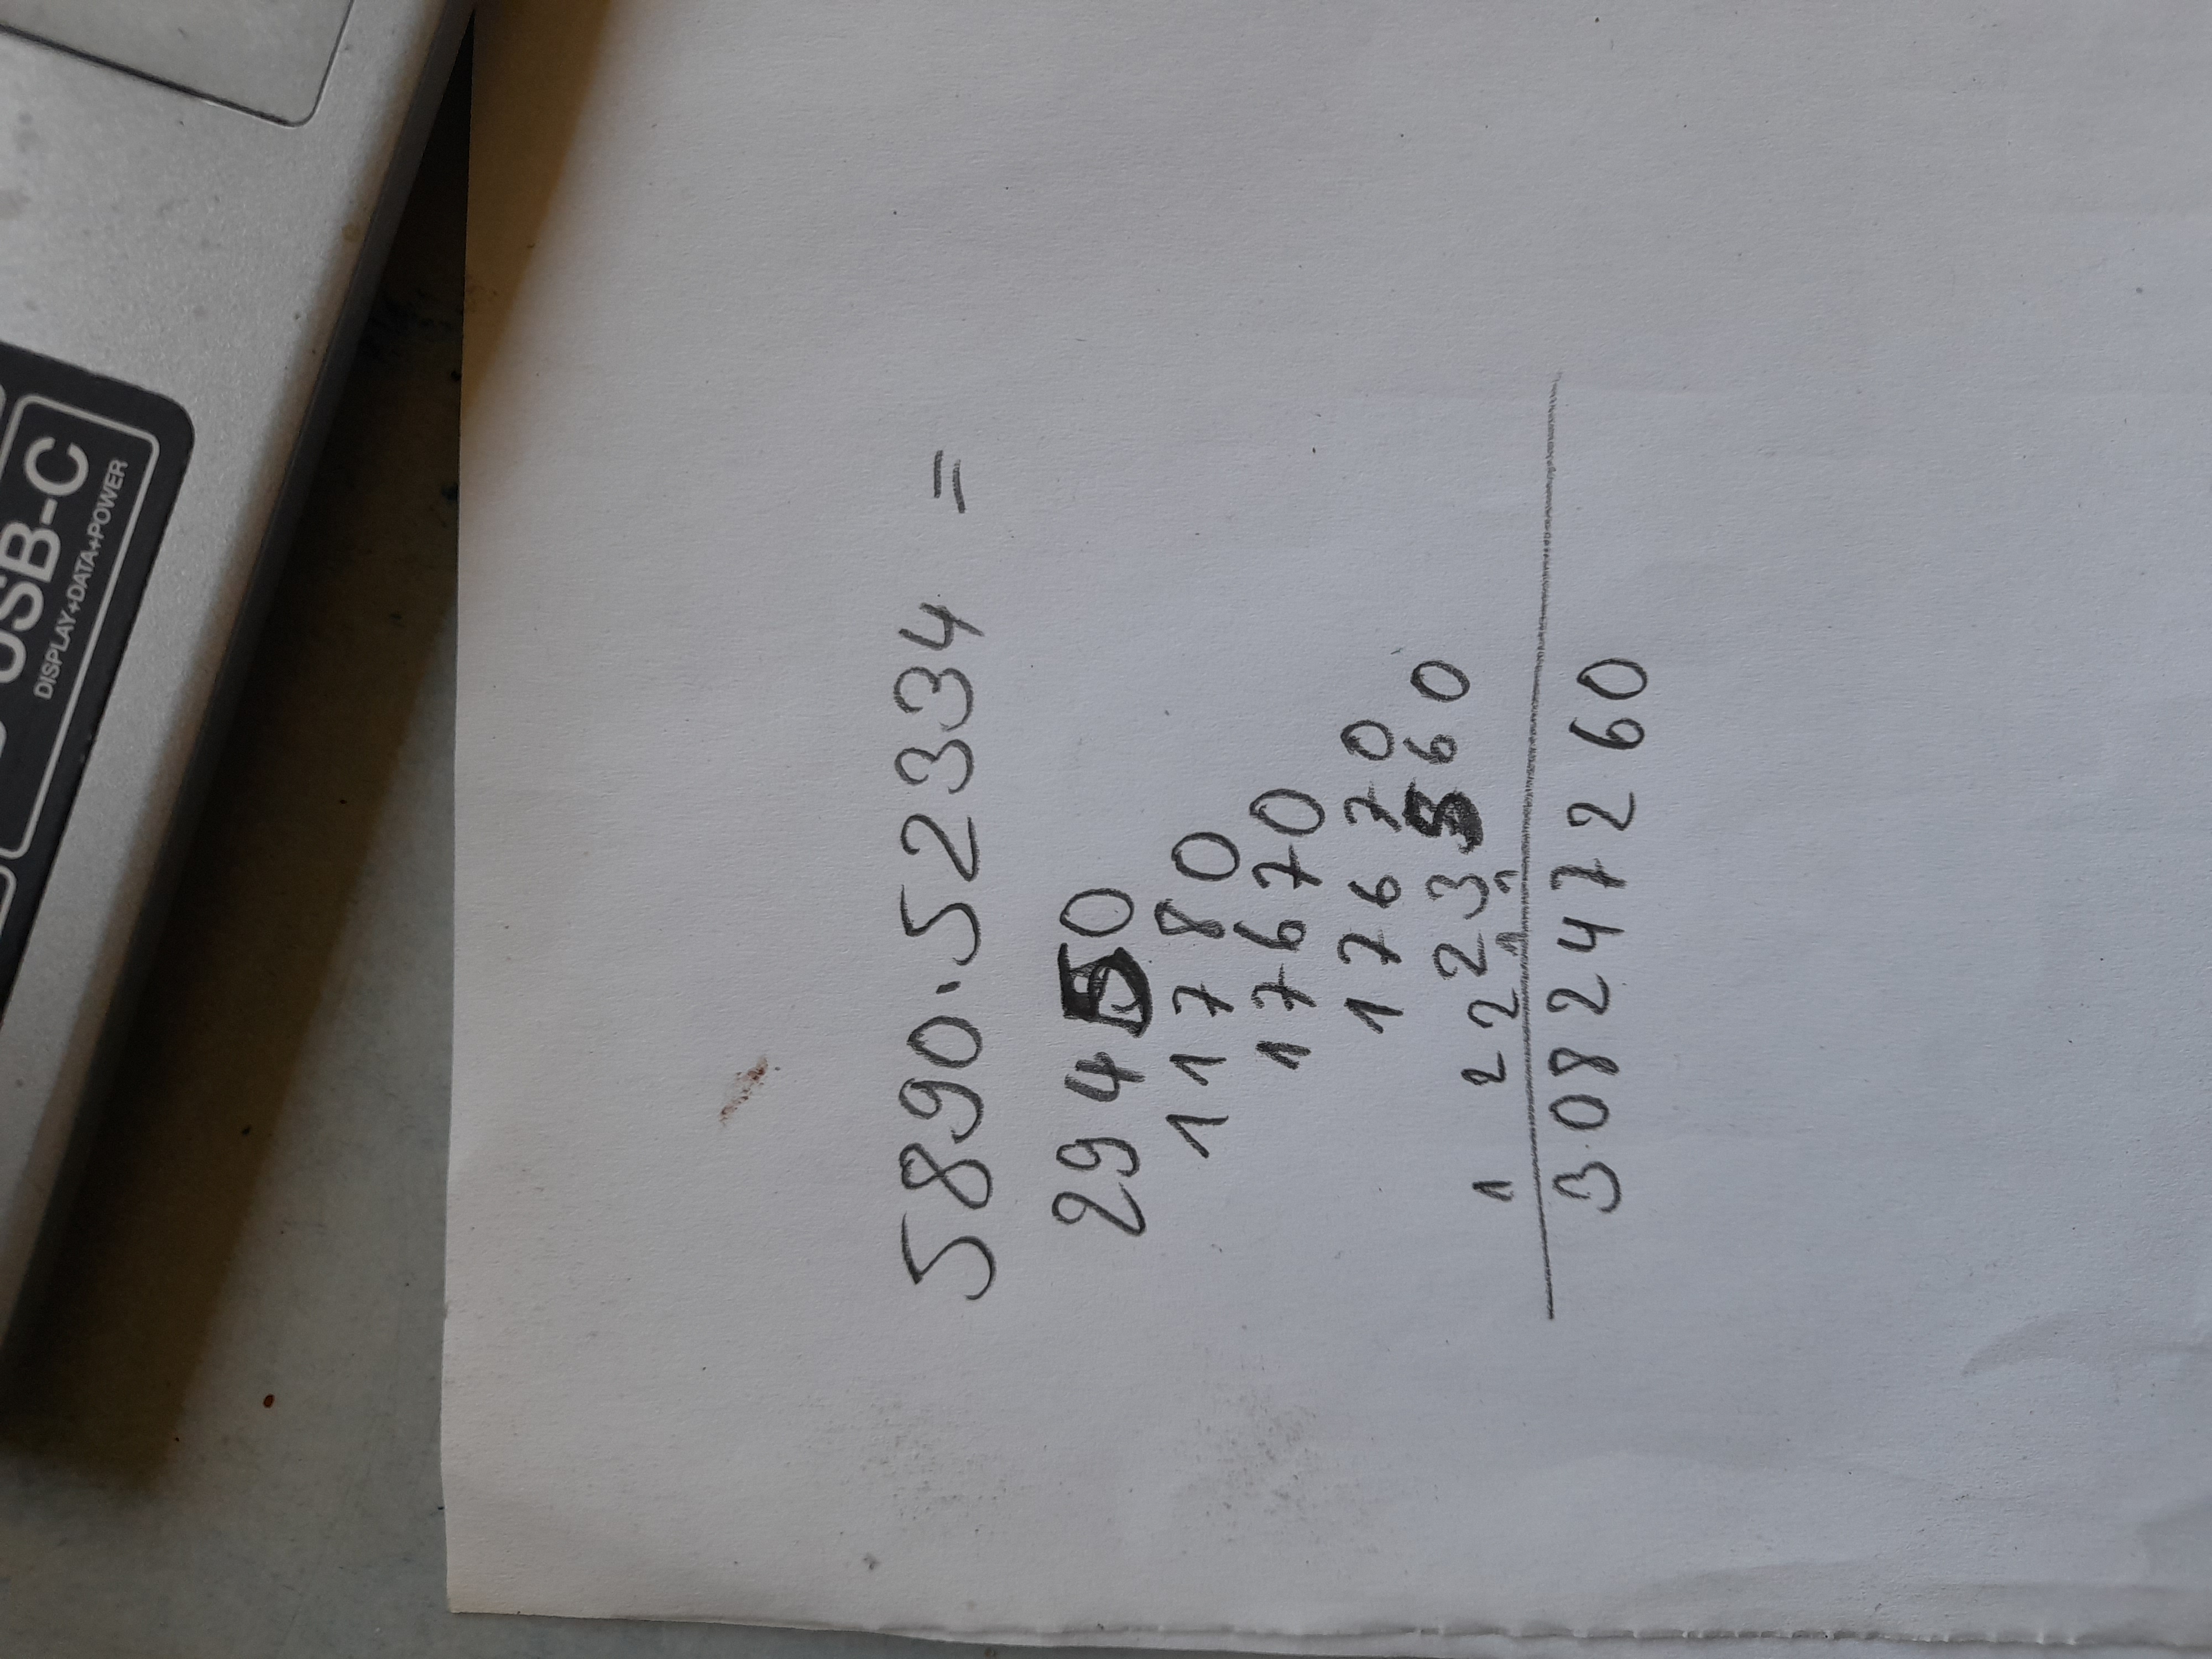 USB-C
DISPLAY+DATA+POWER
5890·52334 =
29450
11780
17670
17670
23560
1 2 2 1 1
308247260